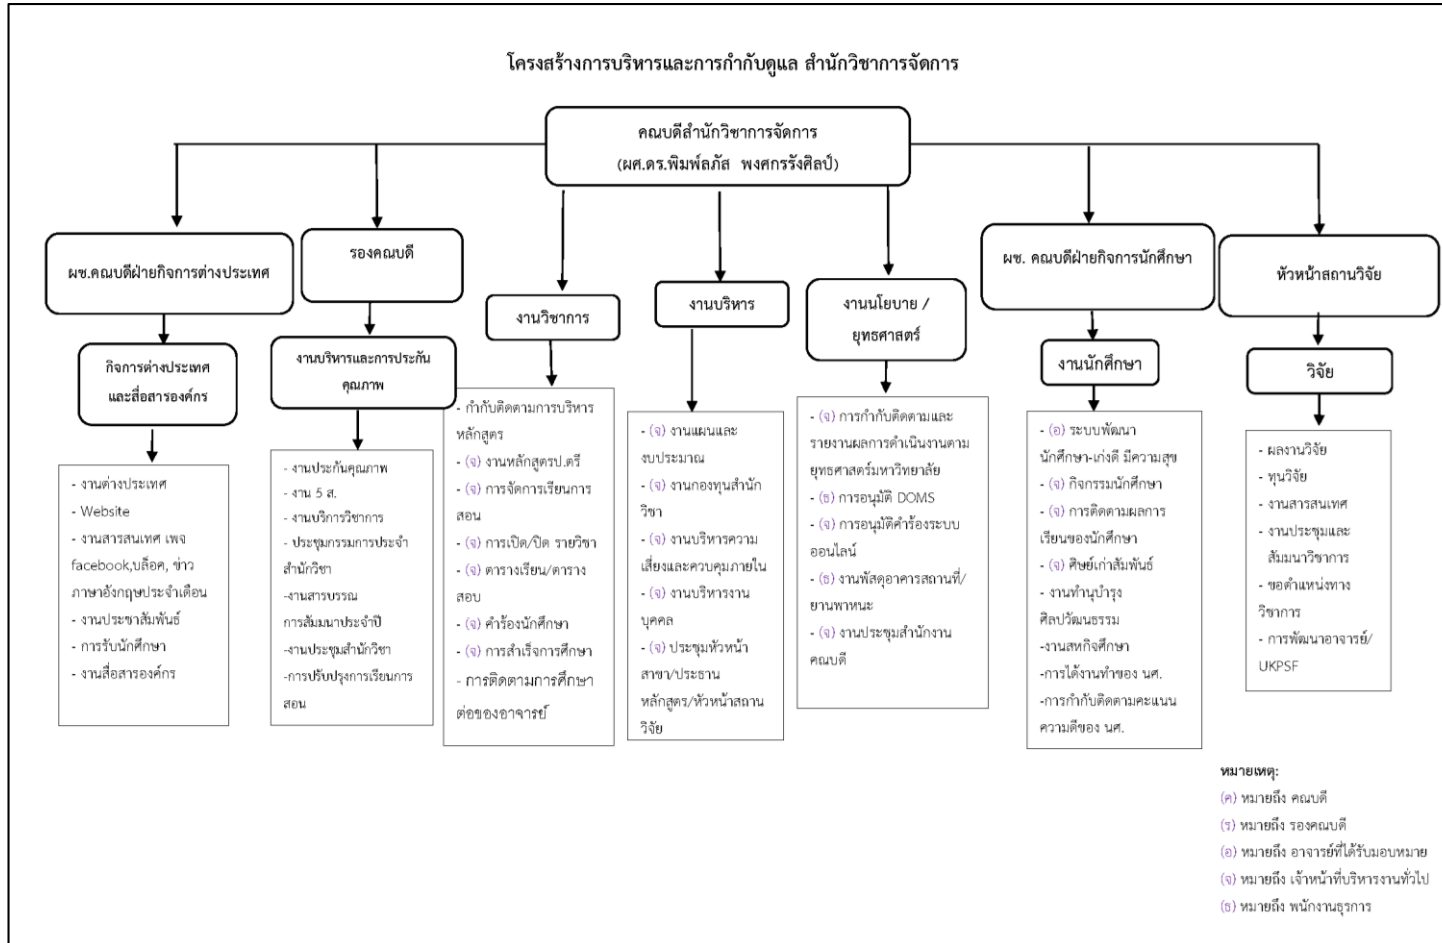 โครงสร้างการบริหารและการกำกับดูแล สำนักวิชาการจัดการ
คณบดีสำนักวิชาการจัดการ
(ผศ.ดร.พิมพ์ลภัส พงศกรรังศิลป์)
ผช.คณบดีฝ่ายกิจการต่างประเทศ
กิจการต่างประเทศ
และสื่อสารองค์กร
- งานต่างประเทศ
- Website
- งานสารสนเทศ เพจ
facebook,บล็อค, ข่าว
ภาษาอังกฤษประจำเดือน
- งานประชาสัมพันธ์
- การรับนักศึกษา
- งานสื่อสารองค์กร
รองคณบดี
งานบริหารและการประกัน
คุณภาพ
- งานประกันคุณภาพ
- งาน 5 ส.
- งานบริการวิชาการ
- ประชุมกรรมการประจำ
สำนักวิชา
-งานสารบรรณ
การสัมมนาประจำปี
-งานประชุมสำนักวิชา
-การปรับปรุงการเรียนการ
สอน
งานวิชาการ
- กำกับติดตามการบริหาร
หลักสูตร
- (จ) งานหลักสูตรป.ตรี
- (จ) การจัดการเรียนการ
สอน
- (จ) การเปิด/ปิด รายวิชา
- (จ) ตารางเรียน/ตาราง
สอบ
- (จ) คำร้องนักศึกษา
- (จ) การสำเร็จการศึกษา
- การติดตามการศึกษา
ต่อของอาจารย์
งานบริหาร
- (จ) งานแผนและ
งบประมาณ
- (จ) งานกองทุนสำนัก
วิชา
- (จ) งานบริหารความ
เสี่ยงและควบคุมภายใน
- (จ) งานบริหารงาน
บุคคล
- (จ) ประชุมหัวหน้า
สาขา/ประธาน
หลักสูตร/หัวหน้าสถาน
วิจัย
งานนโยบาย /
ยุทธศาสตร์
- (จ) การกำกับติดตามและ
รายงานผลการดำเนินงานตาม
ยุทธศาสตร์มหาวิทยาลัย
- (ธ) การอนุมัติ DOMS
- (จ) การอนุมัติคำร้องระบบ
ออนไลน์
- (ธ) งานพัสดุอาคารสถานที่/
ยานพาหนะ
- (จ) งานประชุมสำนักงาน
คณบดี
ผช. คณบดีฝ่ายกิจการนักศึกษา
งานนักศึกษา
- (อ) ระบบพัฒนา
นักศึกษา-เก่งดี มีความสุข
- (จ) กิจกรรมนักศึกษา
- (จ) การติดตามผลการ
เรียนของนักศึกษา
- (จ) ศิษย์เก่าสัมพันธ์
- งานทำนุบำรุง
ศิลปวัฒนธรรม
-งานสหกิจศึกษา
-การได้งานทำของ นศ.
-การกำกับติดตามคะแนน
ความดีของ นศ.
หัวหน้าสถานวิจัย
วิจัย
- ผลงานวิจัย
- ทุนวิจัย
- งานสารสนเทศ
- งานประชุมและ
สัมมนาวิชาการ
- ขอตำแหน่งทาง
วิชาการ
- การพัฒนาอาจารย์/
UKPSF
หมายเหตุ:
(ค) หมายถึง คณบดี
(ร) หมายถึง รองคณบดี
(อ) หมายถึง อาจารย์ที่ได้รับมอบหมาย
(จ) หมายถึง เจ้าหน้าที่บริหารงานทั่วไป
(ธ) หมายถึง พนักงานธุรการ